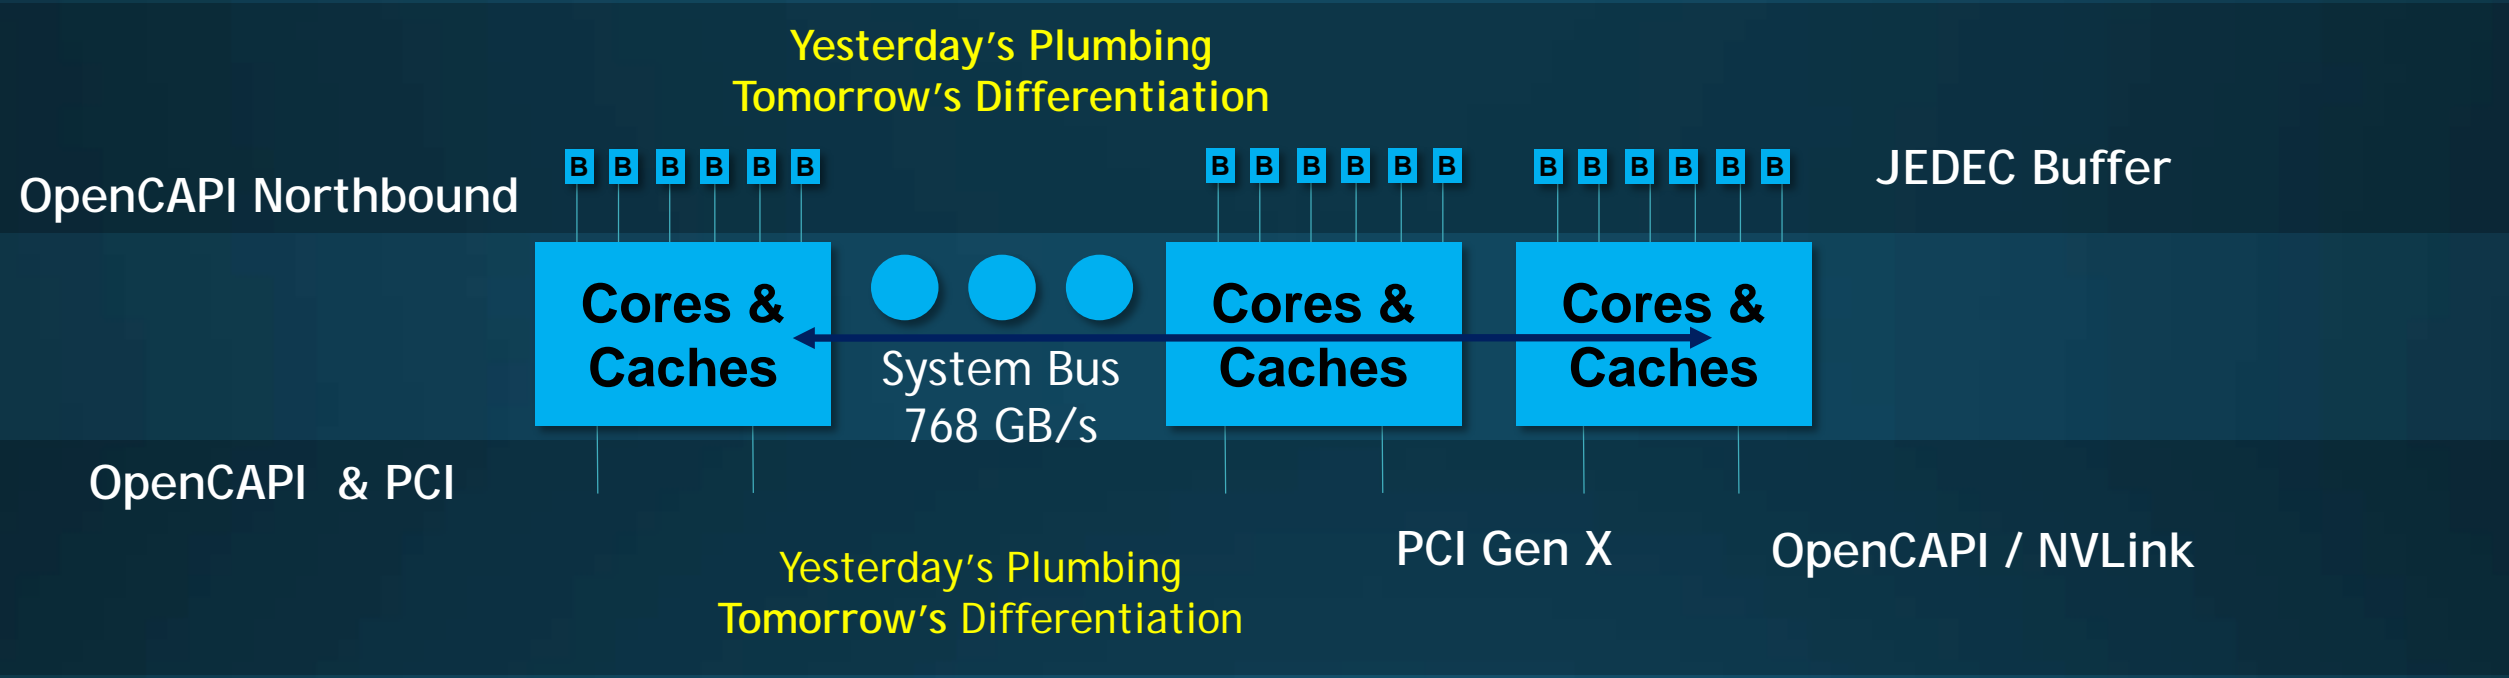 Yesterday's Plumbing
Tomorrow's Differentiation
OpenCAPI Northbound
B B B B B B
B B B B B B
B B B B B B
JEDEC Buffer
Cores &
Caches
System Bus
768 GB/s
Cores &
Caches
Cores &
Caches
OpenCAPI & PCI
PCI Gen X
OpenCAPI / NVLink
Yesterday's Plumbing
Tomorrow's Differentiation